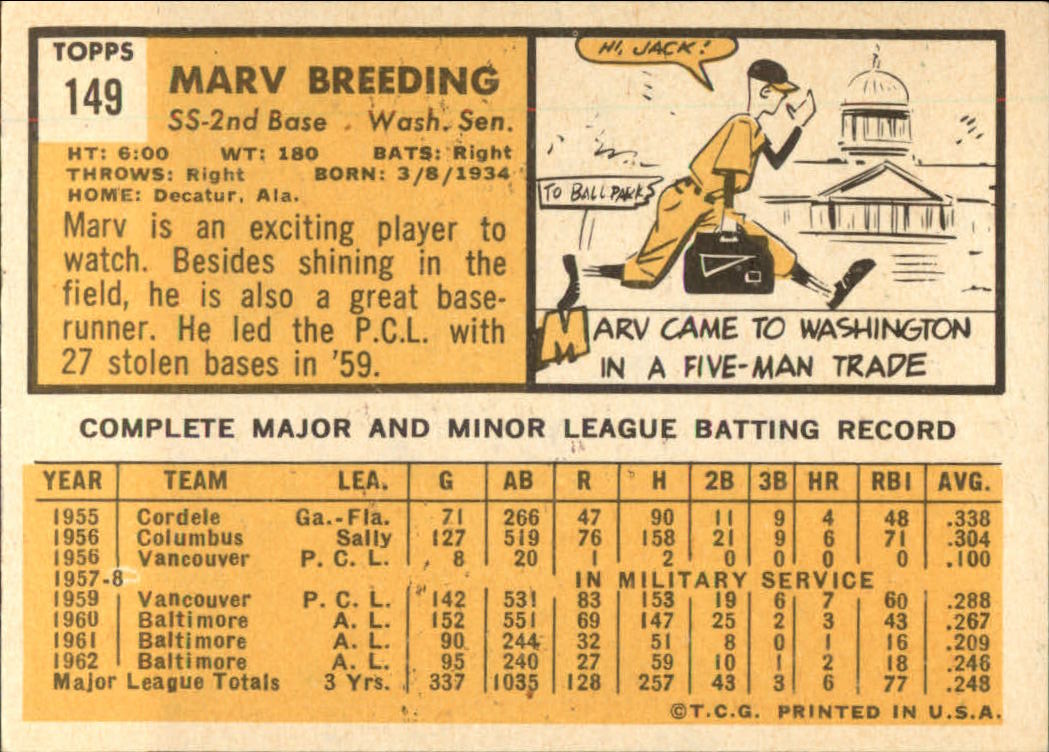 TOPPS
149
MARV BREEDING
SS-2nd Base . Wash. Sen.
HT: 6:00 WT: 180 BATS: Right
THROWS: Right BORN: 3/8/1934
HOME: Decatur, Ala.
Marv is an exciting player to
watch. Besides shining in the
field, he is also a great base-
runner. He led the P.C.L. with
27 stolen bases in '59.
HI, JACK!
TO BALL PARKS
MARV CAME TO WASHINGTON
IN A FIVE-MAN TRADE
COMPLETE MAJOR AND MINOR LEAGUE BATTING RECORD
YEAR TEAM LEA. G AB R H 2B 3B HR RBI AVG.
1955 Cordele Ga.-Fla. 71 266 47 90 11 9 4 48 .338
1956 Columbus Sally 127 519 76 158 21 9 6 71 .304
1956 Vancouver P. C. L. 8 20 1 2 0 0 0 0 .100
1957-8 IN MILITARY SERVICE
1959 Vancouver P. C. L. 142 531 83 153 19 6 7 60 .288
1960 Baltimore A. L. 152 551 69 147 25 2 3 43 .267
1961 Baltimore A. L. 90 244 32 51 8 0 1 16 .209
1962 Baltimore A. L. 95 240 27 59 10 1 2 18 .246
Major League Totals 3 Yrs. 337 1035 128 257 43 3 6 77 .248
©T.C.G. PRINTED IN U.S.A.